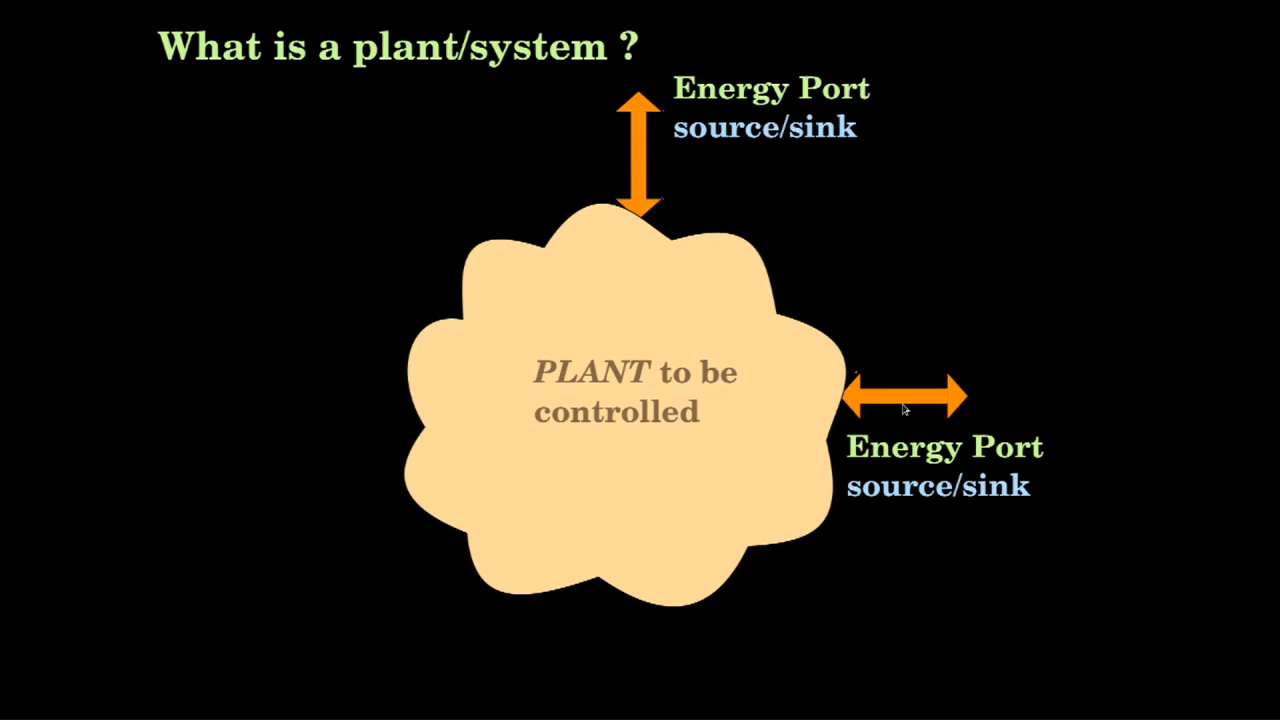 What is a plant/system ?
Energy Port
source/sink
PLANT to be
controlled
Energy Port
source/sink